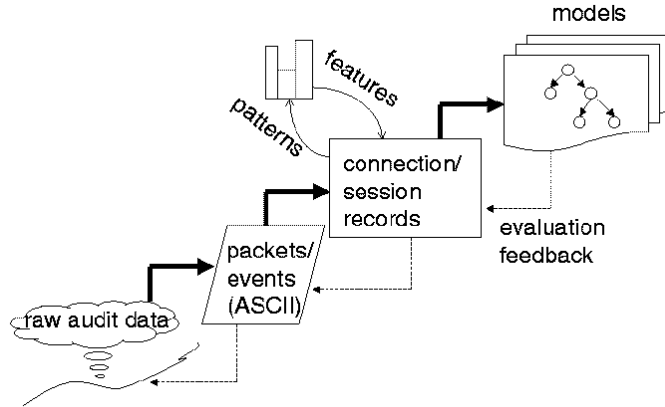 models
features
patterns
connection/
session
records
evaluation
feedback
packets/
events
(ASCII)
raw audit data